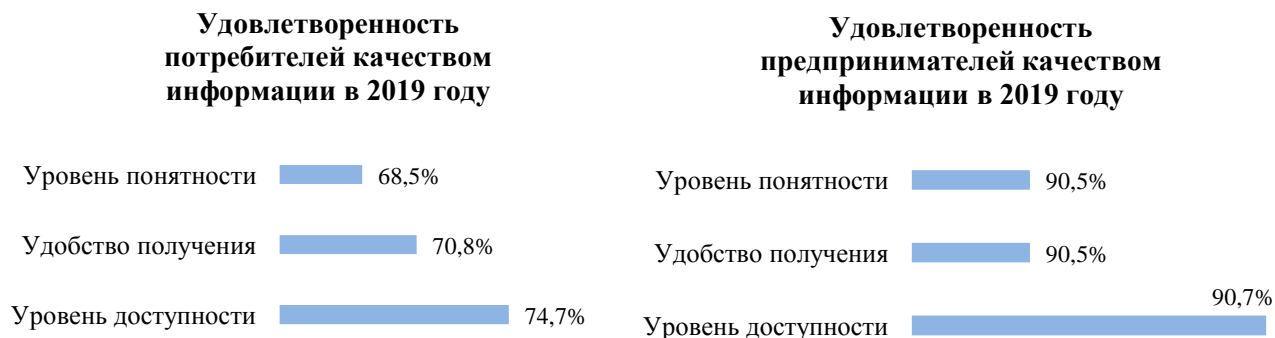 Удовлетворенность
потребителей качеством
информации в 2019 году
Уровень понятности 68,5%
Удобство получения 70,8%
Уровень доступности 74,7%
Удовлетворенность
предпринимателей качеством
информации в 2019 году
Уровень понятности 90,5%
Удобство получения 90,5%
90,7%
Уровень доступности